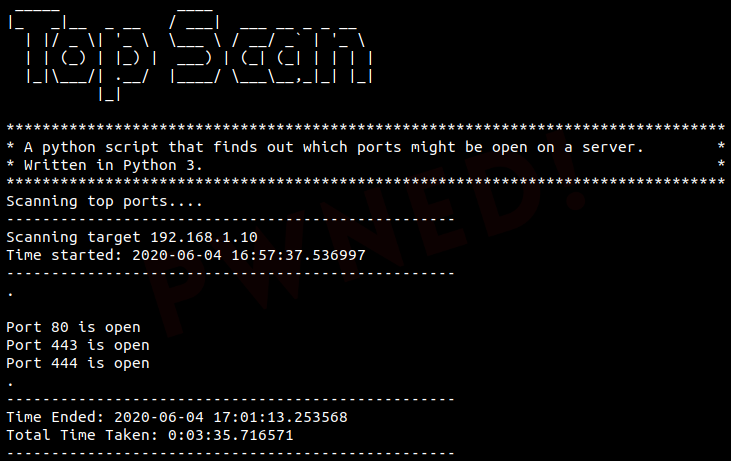 Top Scan
********************************************************************************
* A python script that finds out which ports might be open on a server.        *
* Written in Python 3.                                                         *
********************************************************************************
Scanning top ports....
--------------------------------------------------
Scanning target 192.168.1.10
Time started: 2020-06-04 16:57:37.536997
--------------------------------------------------
.
Port 80 is open
Port 443 is open
Port 444 is open
.
--------------------------------------------------
Time Ended: 2020-06-04 17:01:13.253568
Total Time Taken: 0:03:35.716571
--------------------------------------------------
PWNED!